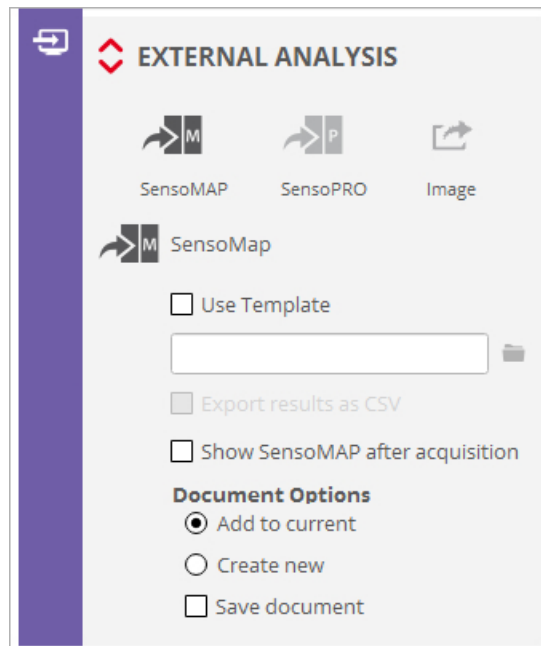 EXTERNAL ANALYSIS
M P
SensoMAP SensoPRO Image
M SensoMap
Use Template
Export results as CSV
Show SensoMAP after acquisition
Document Options
Add to current
Create new
Save document